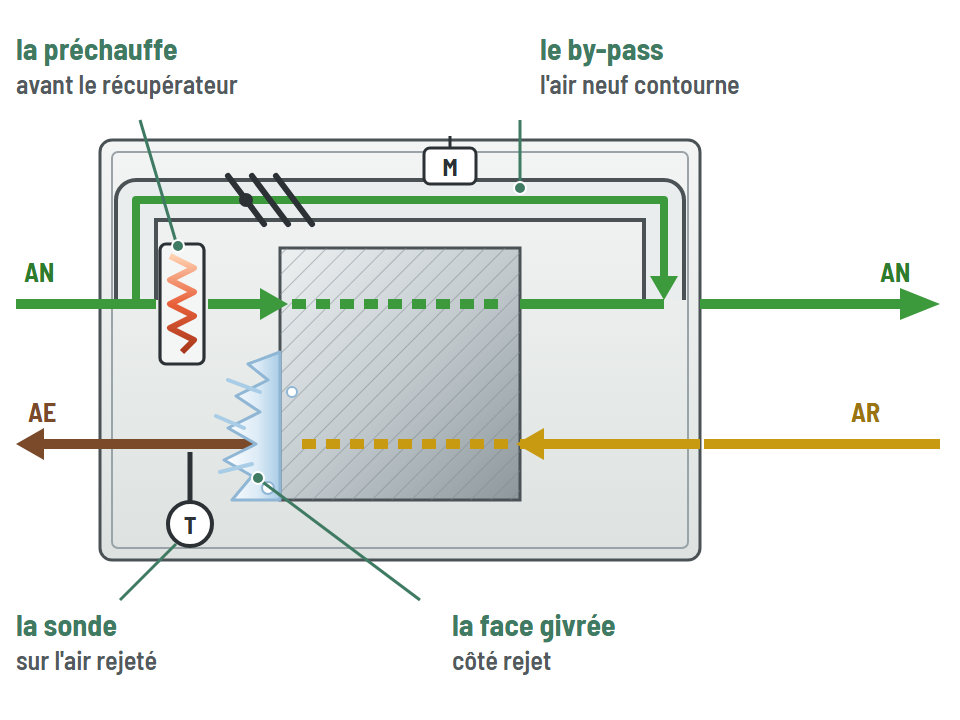 la préchauffe
avant le récupérateur
le by-pass
l'air neuf contourne
M
AN
AN
AE
AR
T
la sonde
sur l'air rejeté
la face givrée
côté rejet